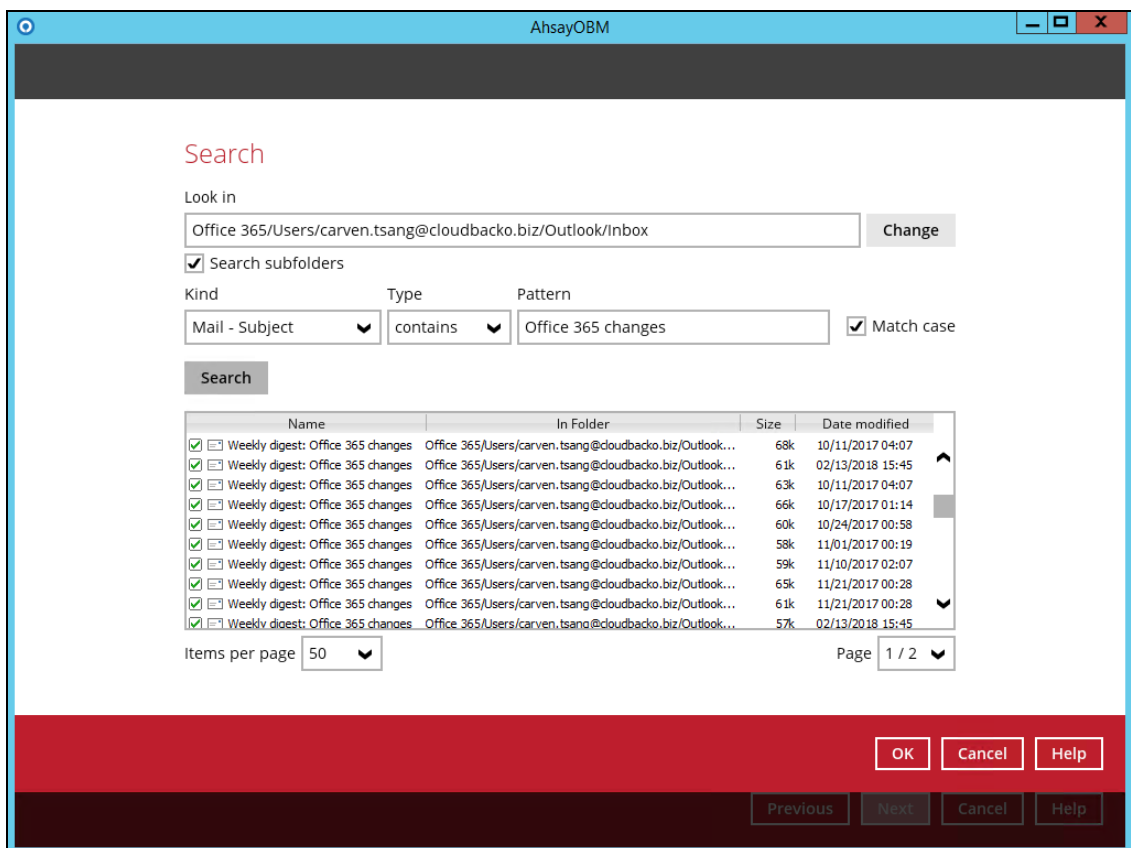 AhsayOBM
Search
Look in
Office 365/Users/carven.tsang@cloudbacko.biz/Outlook/Inbox Change
Search subfolders
Kind Type Pattern
Mail - Subject contains Office 365 changes Match case
Search
Name In Folder Size Date modified
Weekly digest: Office 365 changes Office 365/Users/carven.tsang@cloudbacko.biz/Outlook... 68k 10/11/2017 04:07
Weekly digest: Office 365 changes Office 365/Users/carven.tsang@cloudbacko.biz/Outlook... 61k 02/13/2018 15:45
Weekly digest: Office 365 changes Office 365/Users/carven.tsang@cloudbacko.biz/Outlook... 63k 10/11/2017 04:07
Weekly digest: Office 365 changes Office 365/Users/carven.tsang@cloudbacko.biz/Outlook... 66k 10/17/2017 01:14
Weekly digest: Office 365 changes Office 365/Users/carven.tsang@cloudbacko.biz/Outlook... 60k 10/24/2017 00:58
Weekly digest: Office 365 changes Office 365/Users/carven.tsang@cloudbacko.biz/Outlook... 58k 11/01/2017 00:19
Weekly digest: Office 365 changes Office 365/Users/carven.tsang@cloudbacko.biz/Outlook... 59k 11/10/2017 02:07
Weekly digest: Office 365 changes Office 365/Users/carven.tsang@cloudbacko.biz/Outlook... 65k 11/21/2017 00:28
Weekly digest: Office 365 changes Office 365/Users/carven.tsang@cloudbacko.biz/Outlook... 61k 11/21/2017 00:28
Weekly digest: Office 365 changes Office 365/Users/carven.tsang@cloudbacko.biz/Outlook... 57k 02/13/2018 15:45
Items per page 50 Page 1 / 2
OK Cancel Help
Previous Next Cancel Help